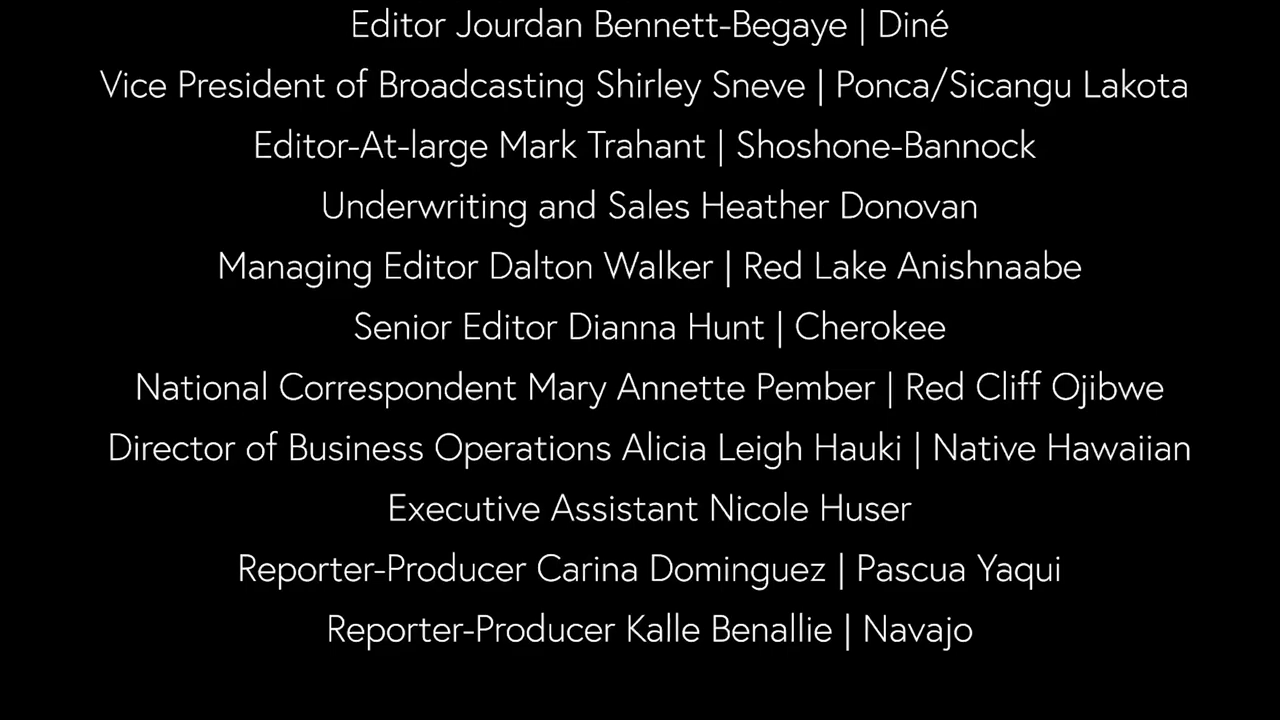 Editor Jourdan Bennett-Begaye | Diné
Vice President of Broadcasting Shirley Sneve | Ponca/Sicangu Lakota
Editor-At-large Mark Trahant | Shoshone-Bannock
Underwriting and Sales Heather Donovan
Managing Editor Dalton Walker | Red Lake Anishnaabe
Senior Editor Dianna Hunt | Cherokee
National Correspondent Mary Annette Pember | Red Cliff Ojibwe
Director of Business Operations Alicia Leigh Hauki | Native Hawaiian
Executive Assistant Nicole Huser
Reporter-Producer Carina Dominguez | Pascua Yaqui
Reporter-Producer Kalle Benallie | Navajo